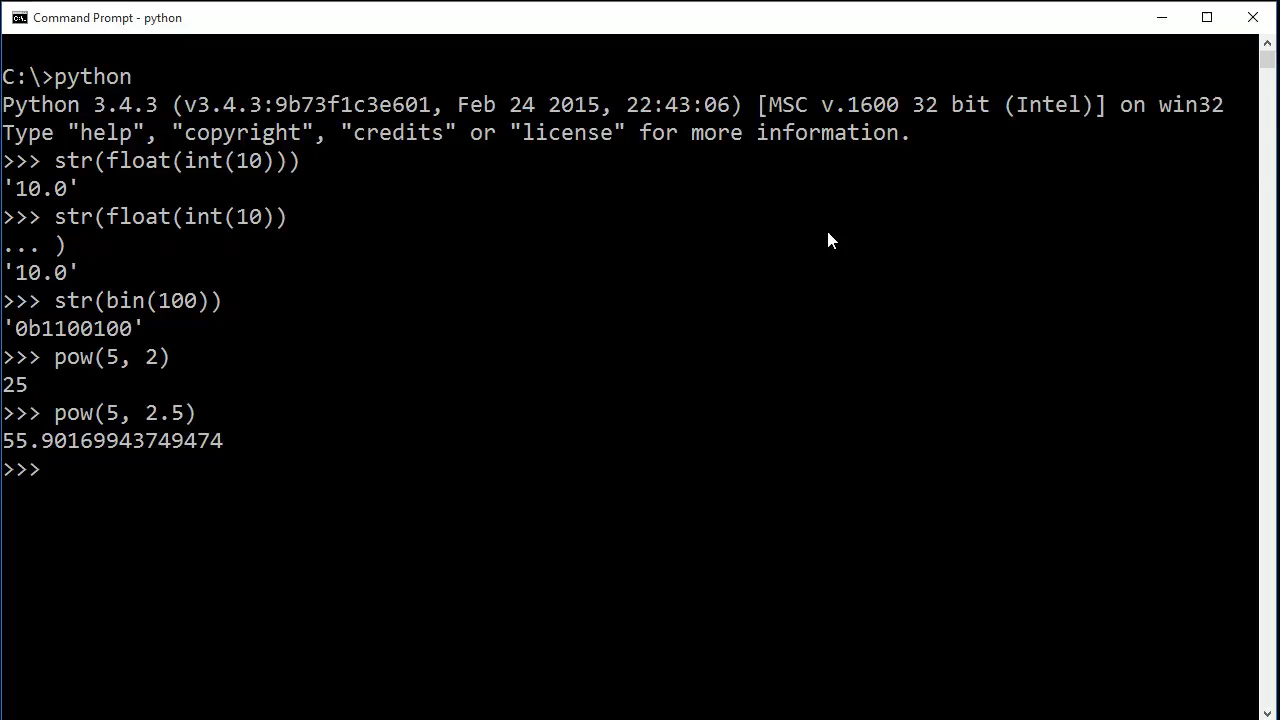 Command Prompt - python
C:\>python
Python 3.4.3 (v3.4.3:9b73f1c3e601, Feb 24 2015, 22:43:06) [MSC v.1600 32 bit (Intel)] on win32
Type "help", "copyright", "credits" or "license" for more information.
>>> str(float(int(10)))
'10.0'
>>> str(float(int(10))
... )
'10.0'
>>> str(bin(100))
'0b1100100'
>>> pow(5, 2)
25
>>> pow(5, 2.5)
55.90169943749474
>>>